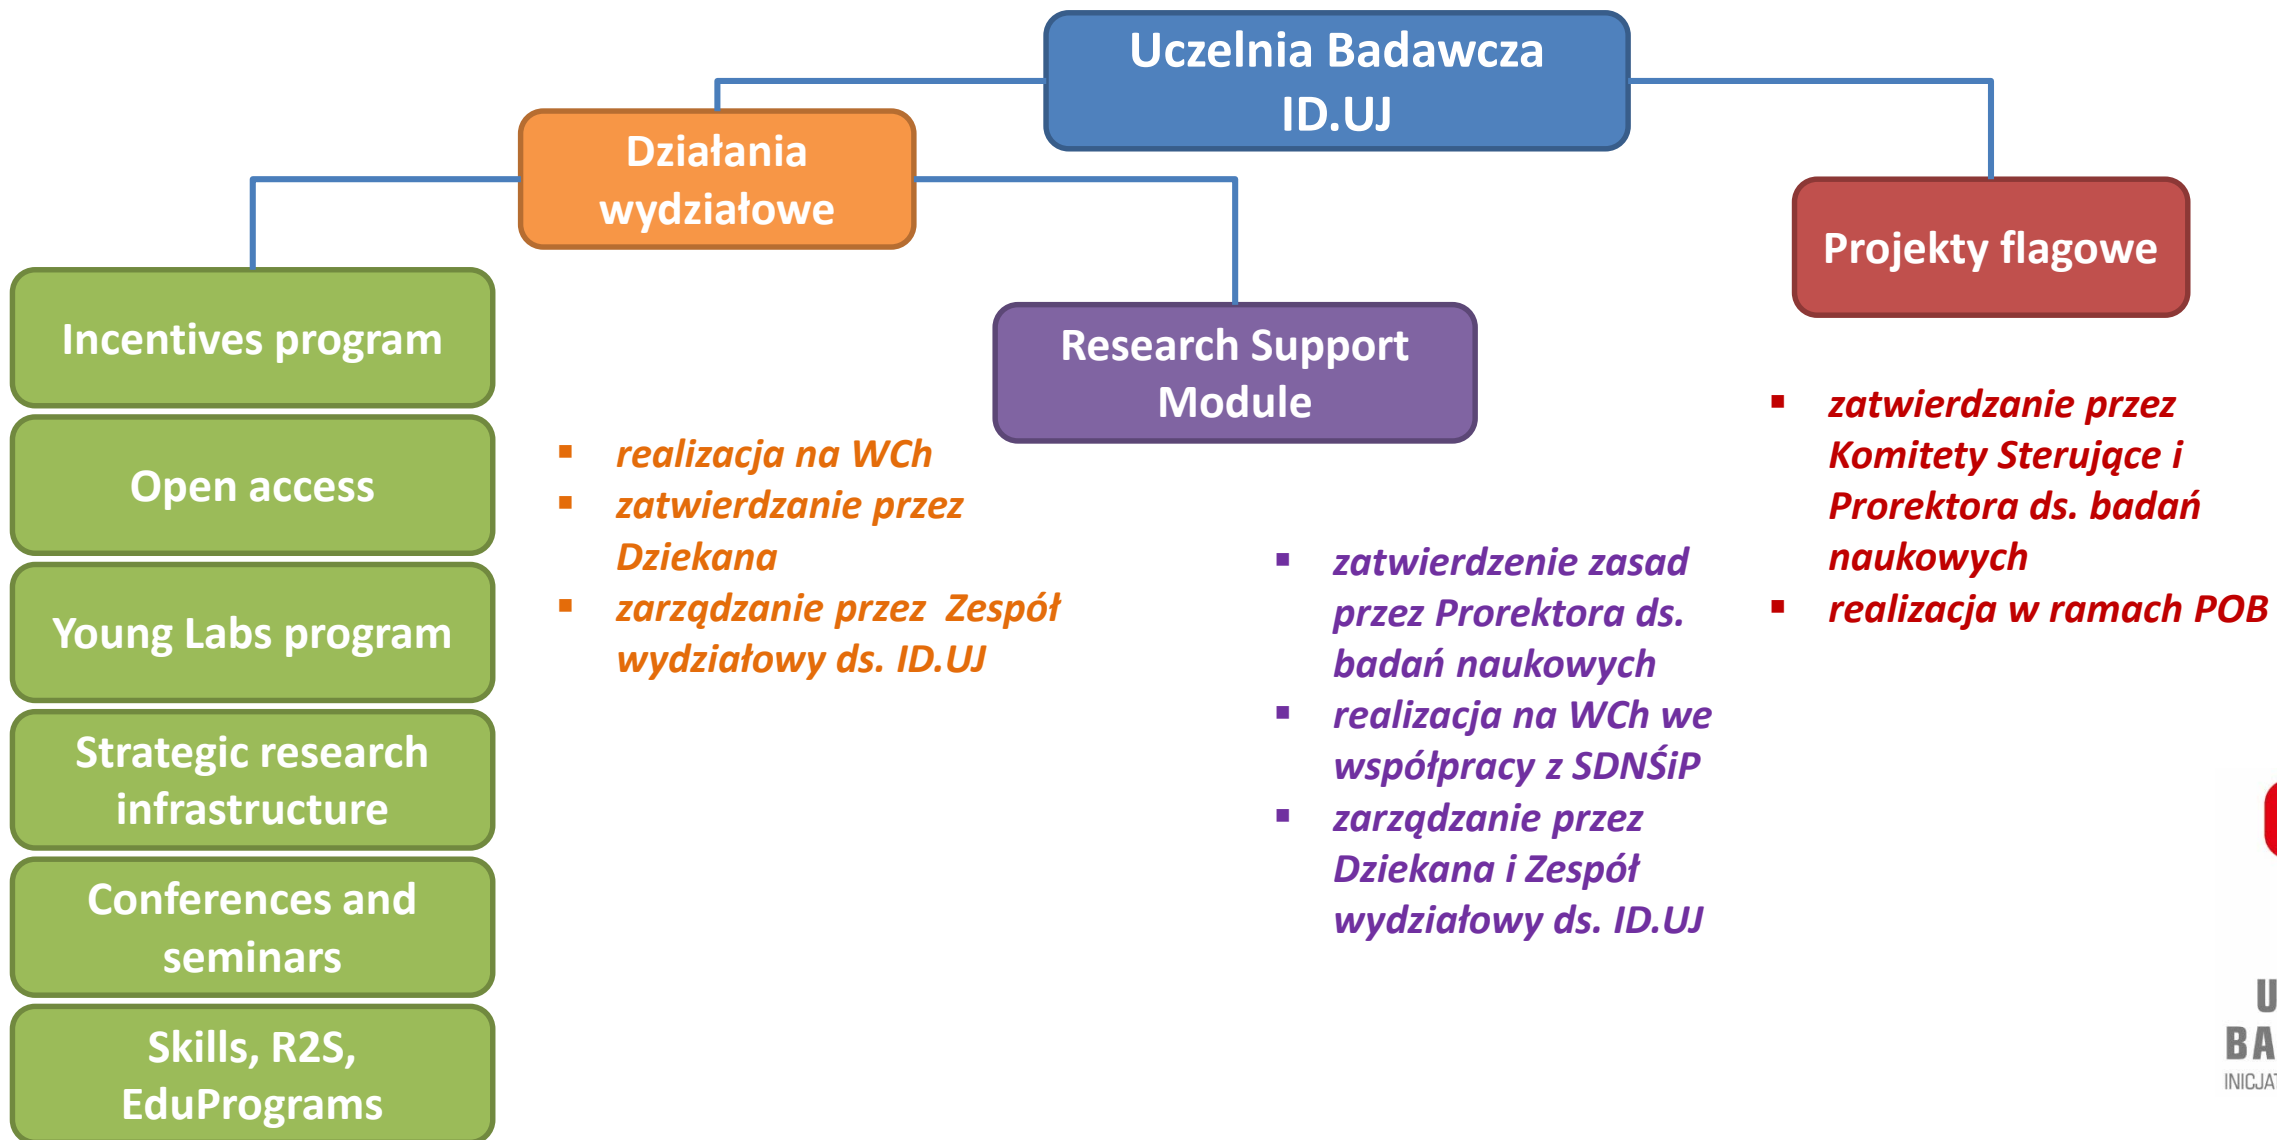 Uczelnia Badawcza
ID.UJ
Działania
wydziałowe
Projekty flagowe
Incentives program
Open access
Young Labs program
Strategic research
infrastructure
Conferences and
seminars
Skills, R2S,
EduPrograms
▪ realizacja na WCh
▪ zatwierdzanie przez
Dziekana
▪ zarządzanie przez Zespół
wydziałowy ds. ID.UJ
Research Support
Module
▪ zatwierdzenie zasad
przez Prorektora ds.
badań naukowych
▪ realizacja na WCh we
współpracy z SDNŚiP
▪ zarządzanie przez
Dziekana i Zespół
wydziałowy ds. ID.UJ
▪ zatwierdzanie przez
Komitety Sterujące i
Prorektora ds. badań
naukowych
▪ realizacja w ramach POB
U
BA
INICJAT